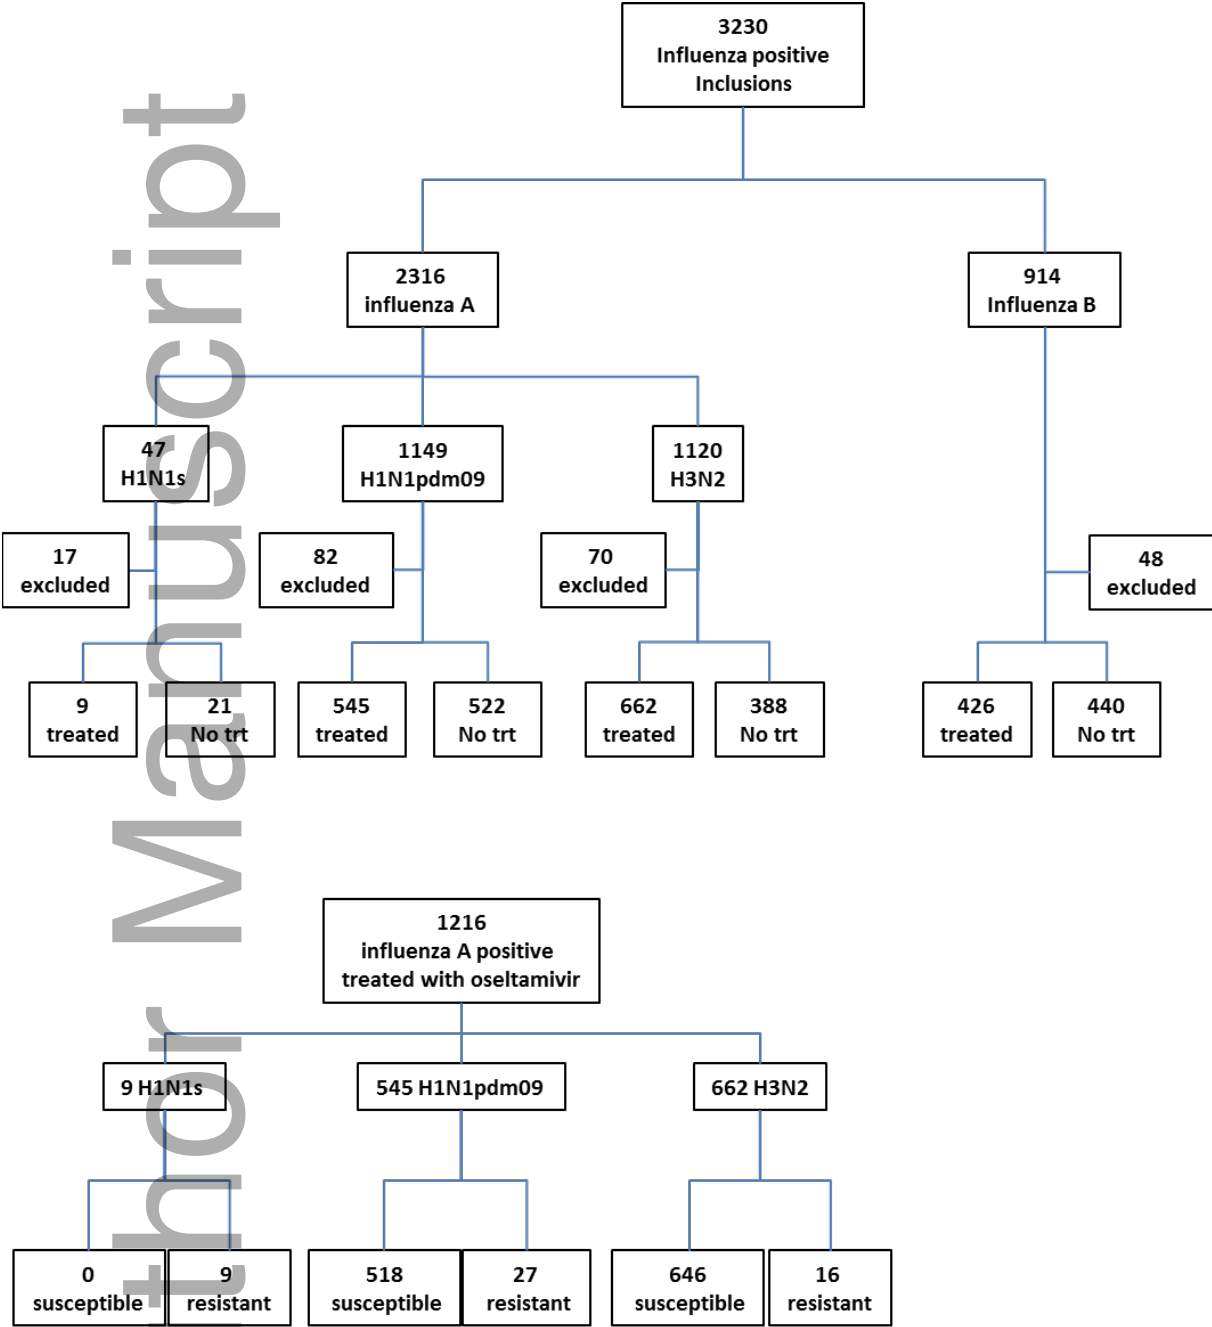 3230
Influenza positive
Inclusions
2316
influenza A
914
Influenza B
47
H1N1s
1149
H1N1pdm09
1120
H3N2
17
excluded
82
excluded
70
excluded
48
excluded
9
treated
21
No trt
545
treated
522
No trt
662
treated
388
No trt
426
treated
440
No trt
1216
influenza A positive
treated with oseltamivir
9 H1N1s
545 H1N1pdm09
662 H3N2
0
susceptible
9
resistant
518
susceptible
27
resistant
646
susceptible
16
resistant
thor Manuscript